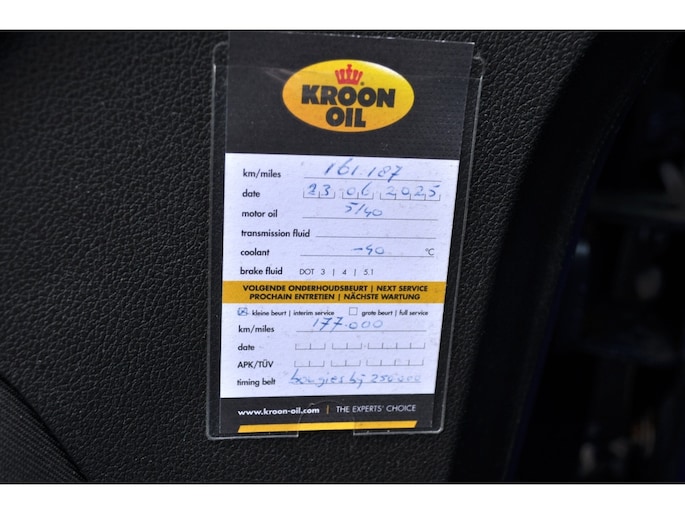 KROON
OIL
km/miles 161.187
date 23 06 2025
motor oil 5/40
transmission fluid
coolant -40 °C
brake fluid DOT 3 | 4 | 5.1
VOLGENDE ONDERHOUDSBEURT | NEXT SERVICE
PROCHAIN ENTRETIEN | NÄCHSTE WARTUNG
kleine beurt | interim service grote beurt | full service
km/miles 177.000
date
APK/TÜV
timing belt bougies bij 250.000
www.kroon-oil.com | THE EXPERTS' CHOICE